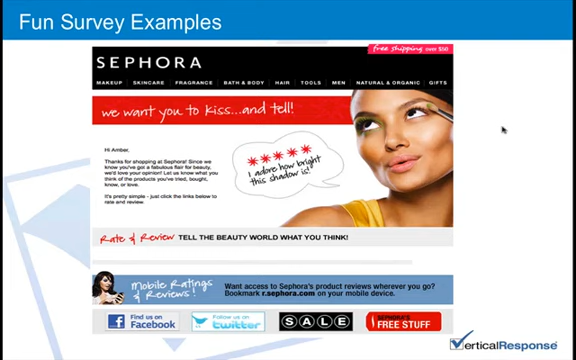 Fun Survey Examples
free shipping over $50
SEPHORA
MAKEUP SKINCARE FRAGRANCE BATH & BODY HAIR TOOLS MEN NATURAL & ORGANIC GIFTS
we want you to kiss...and tell!
Hi Amber,
Thanks for shopping at Sephora! Since we
know you've got a fabulous flair for beauty,
we'd love your opinion! Let us know what you
think of the products you've tried, bought,
know, or love.
It's pretty simple - just click the links below to
rate and review
I adore how bright
this shadow is!
Rate & Review TELL THE BEAUTY WORLD WHAT YOU THINK!
Mobile Ratings
& Reviews!
Want access to Sephora's product reviews wherever you go?
Bookmark r.sephora.com on your mobile device.
Find us on
Facebook
Follow us on
twitter
SALE
SEPHORA'S
FREE STUFF
VerticalResponse